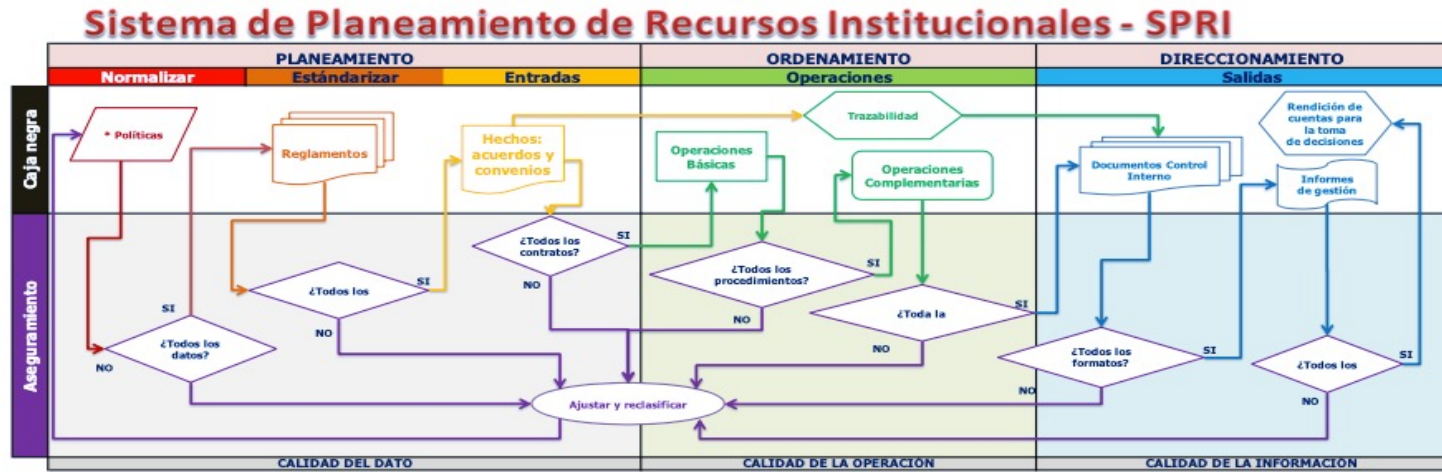 Sistema de Planeamiento de Recursos Institucionales - SPRI
PLANEAMIENTO
ORDENAMIENTO
DIRECCIONAMIENTO
Normalizar
Estándarizar
Entradas
Operaciones
Salidas
Caja negra
* Políticas
Reglamentos
Hechos:
acuerdos y
convenios
Trazabilidad
Operaciones
Básicas
Operaciones
Complementarias
Documentos Control
Interno
Rendición de
cuentas para
la toma
de decisiones
Informes
de gestión
Aseguramiento
¿Todos los
datos?
SI
NO
¿Todos los
SI
NO
¿Todos los
contratos?
SI
NO
¿Todos los
procedimientos?
SI
NO
¿Toda la
SI
NO
¿Todos los
formatos?
SI
NO
¿Todos los
SI
NO
Ajustar y reclasificar
CALIDAD DEL DATO
CALIDAD DE LA OPERACIÓN
CALIDAD DE LA INFORMACIÓN